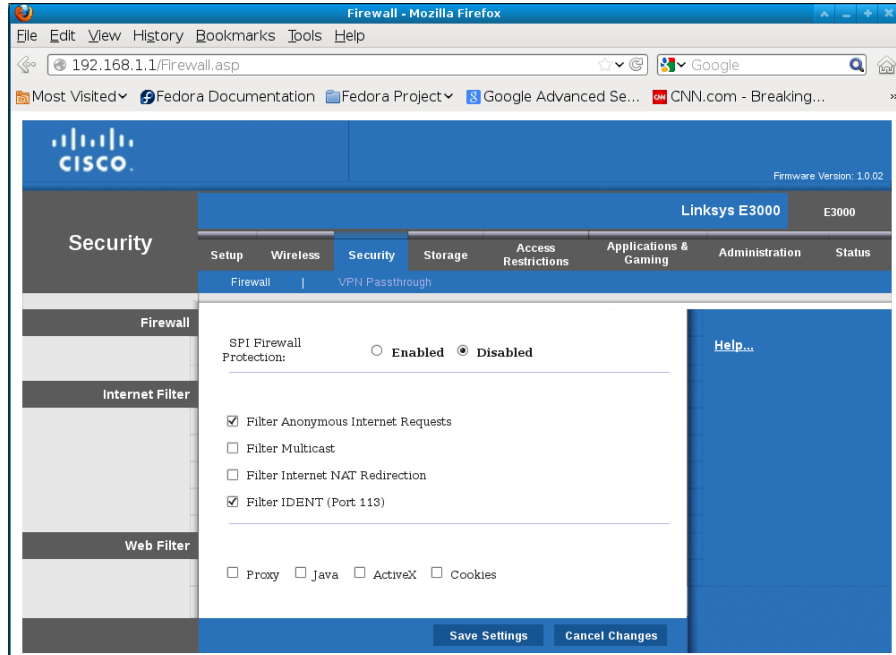 Firewall - Mozilla Firefox
File Edit View History Bookmarks Tools Help
192.168.1.1/Firewall.asp
Google
Most Visited Fedora Documentation Fedora Project Google Advanced Se... CNN.com - Breaking... »
CISCO.
Firmware Version: 1.0.02
Linksys E3000 E3000
Security
Setup Wireless Security Storage Access Restrictions Applications & Gaming Administration Status
Firewall | VPN Passthrough
Firewall
SPI Firewall Protection: Enabled Disabled
Help...
Internet Filter
Filter Anonymous Internet Requests
Filter Multicast
Filter Internet NAT Redirection
Filter IDENT (Port 113)
Web Filter
Proxy Java ActiveX Cookies
Save Settings Cancel Changes